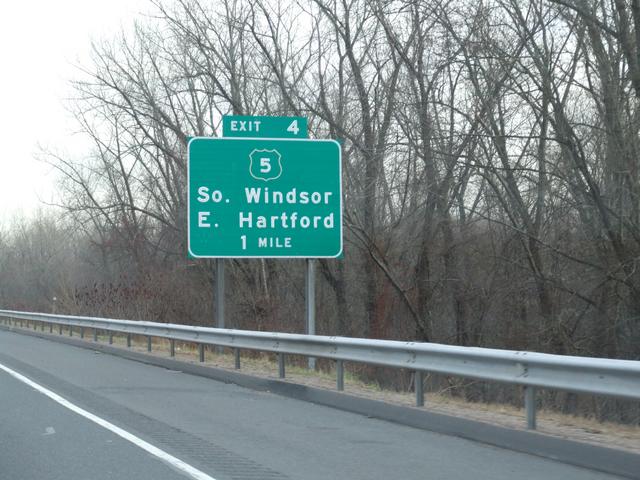 EXIT 4
5
So. Windsor
E. Hartford
1 MILE